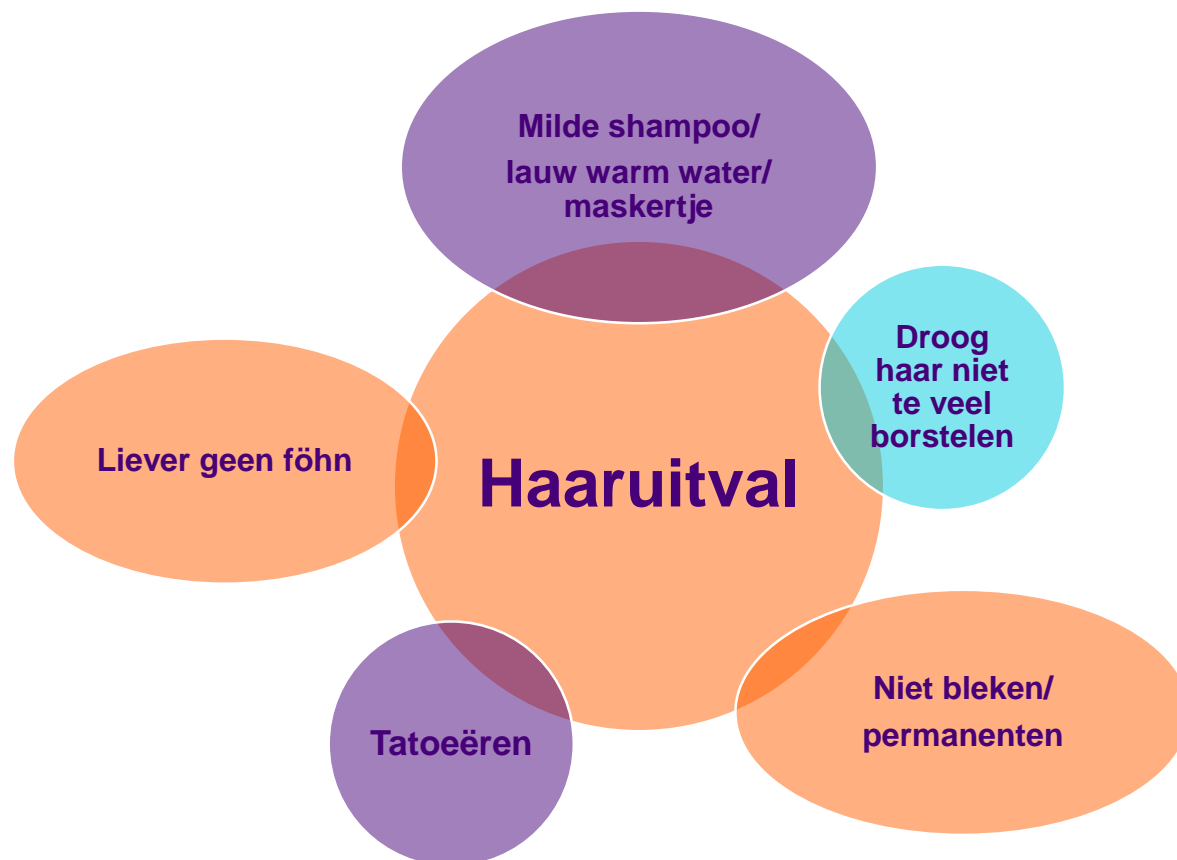 Milde shampoo/
lauw warm water/
maskertje
Droog
haar niet
te veel
borstelen
Liever geen föhn
Haaruitval
Niet bleken/
permanenten
Tatoeëren